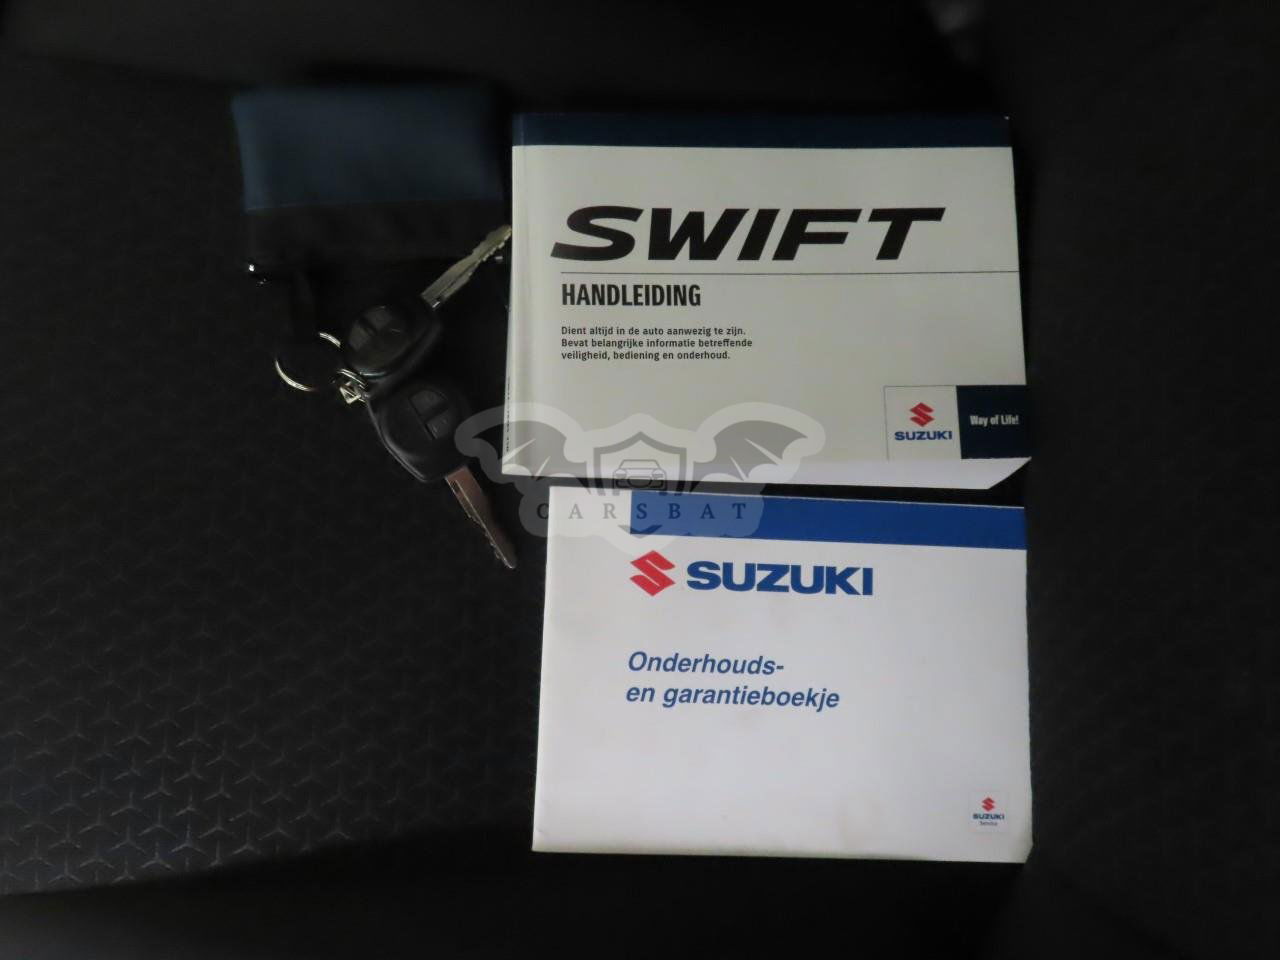 SWIFT
HANDLEIDING
Dient altijd in de auto aanwezig te zijn.
Bevat belangrijke informatie betreffende
veiligheid, bediening en onderhoud.
SUZUKI
Way of Life!
CARSBAT
SUZUKI
Onderhouds-
en garantieboekje
SUZUKI
Service